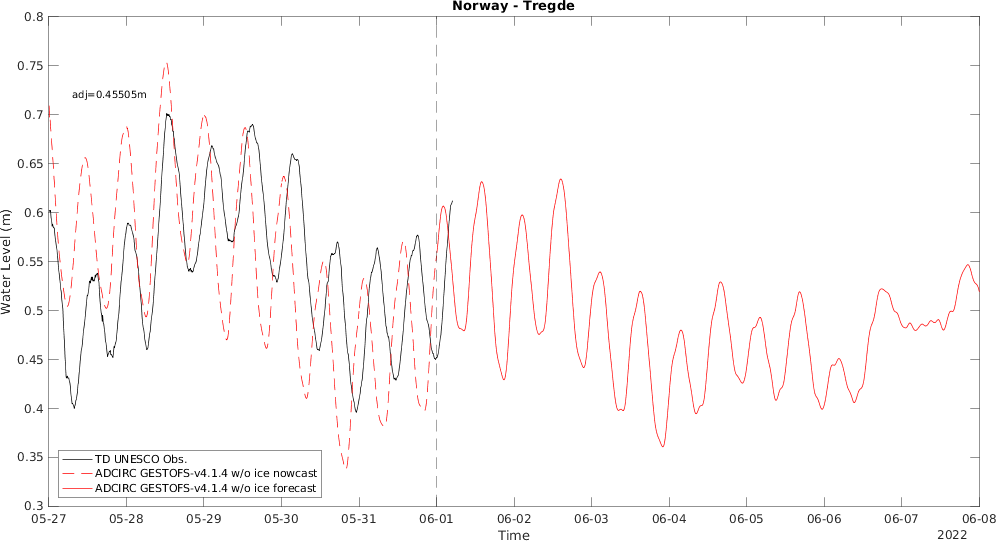 Norway - Tregde
0.8
0.75
0.7
0.65
0.6
0.55
0.5
0.45
0.4
0.35
0.3
Water Level (m)
adj=0.45505m
TD UNESCO Obs.
ADCIRC GESTOFS-v4.1.4 w/o ice nowcast
ADCIRC GESTOFS-v4.1.4 w/o ice forecast
05-27 05-28 05-29 05-30 05-31 06-01 06-02 06-03 06-04 06-05 06-06 06-07 06-08
Time
2022